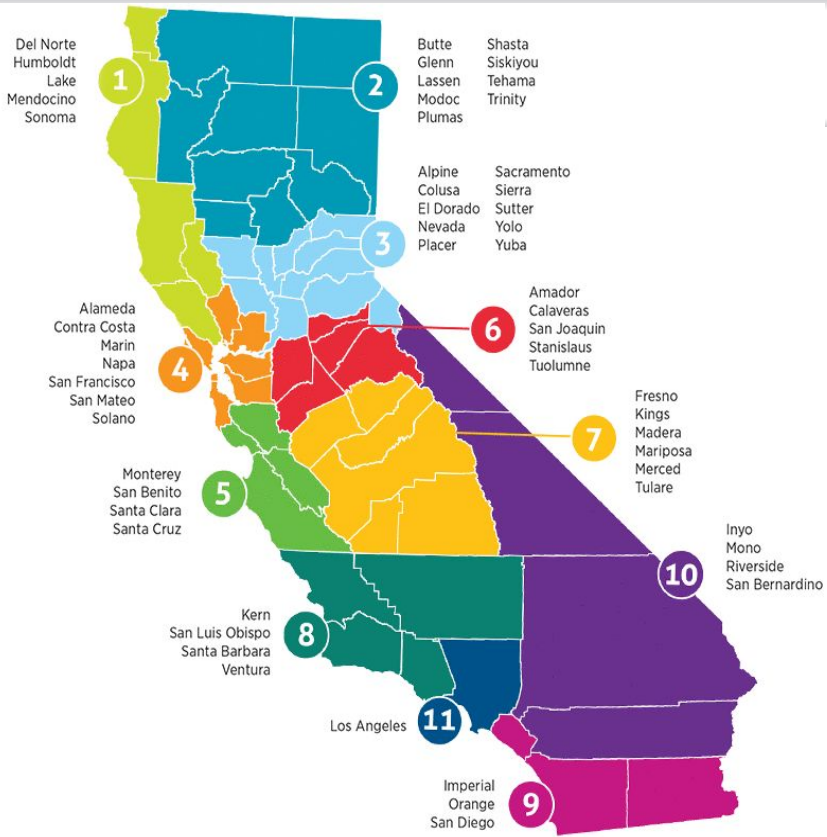 Del Norte
Humboldt
Lake
Mendocino
Sonoma
1
2
Butte Shasta
Glenn Siskiyou
Lassen Tehama
Modoc Trinity
Plumas
Alpine Sacramento
Colusa Sierra
El Dorado Sutter
Nevada Yolo
Placer Yuba
3
Alameda
Contra Costa
Marin
Napa
San Francisco
San Mateo
Solano
4
6
Amador
Calaveras
San Joaquin
Stanislaus
Tuolumne
7
Fresno
Kings
Madera
Mariposa
Merced
Tulare
Monterey
San Benito
Santa Clara
Santa Cruz
5
10
Inyo
Mono
Riverside
San Bernardino
Kern
San Luis Obispo
Santa Barbara
Ventura
8
Los Angeles 11
Imperial
Orange
San Diego
9